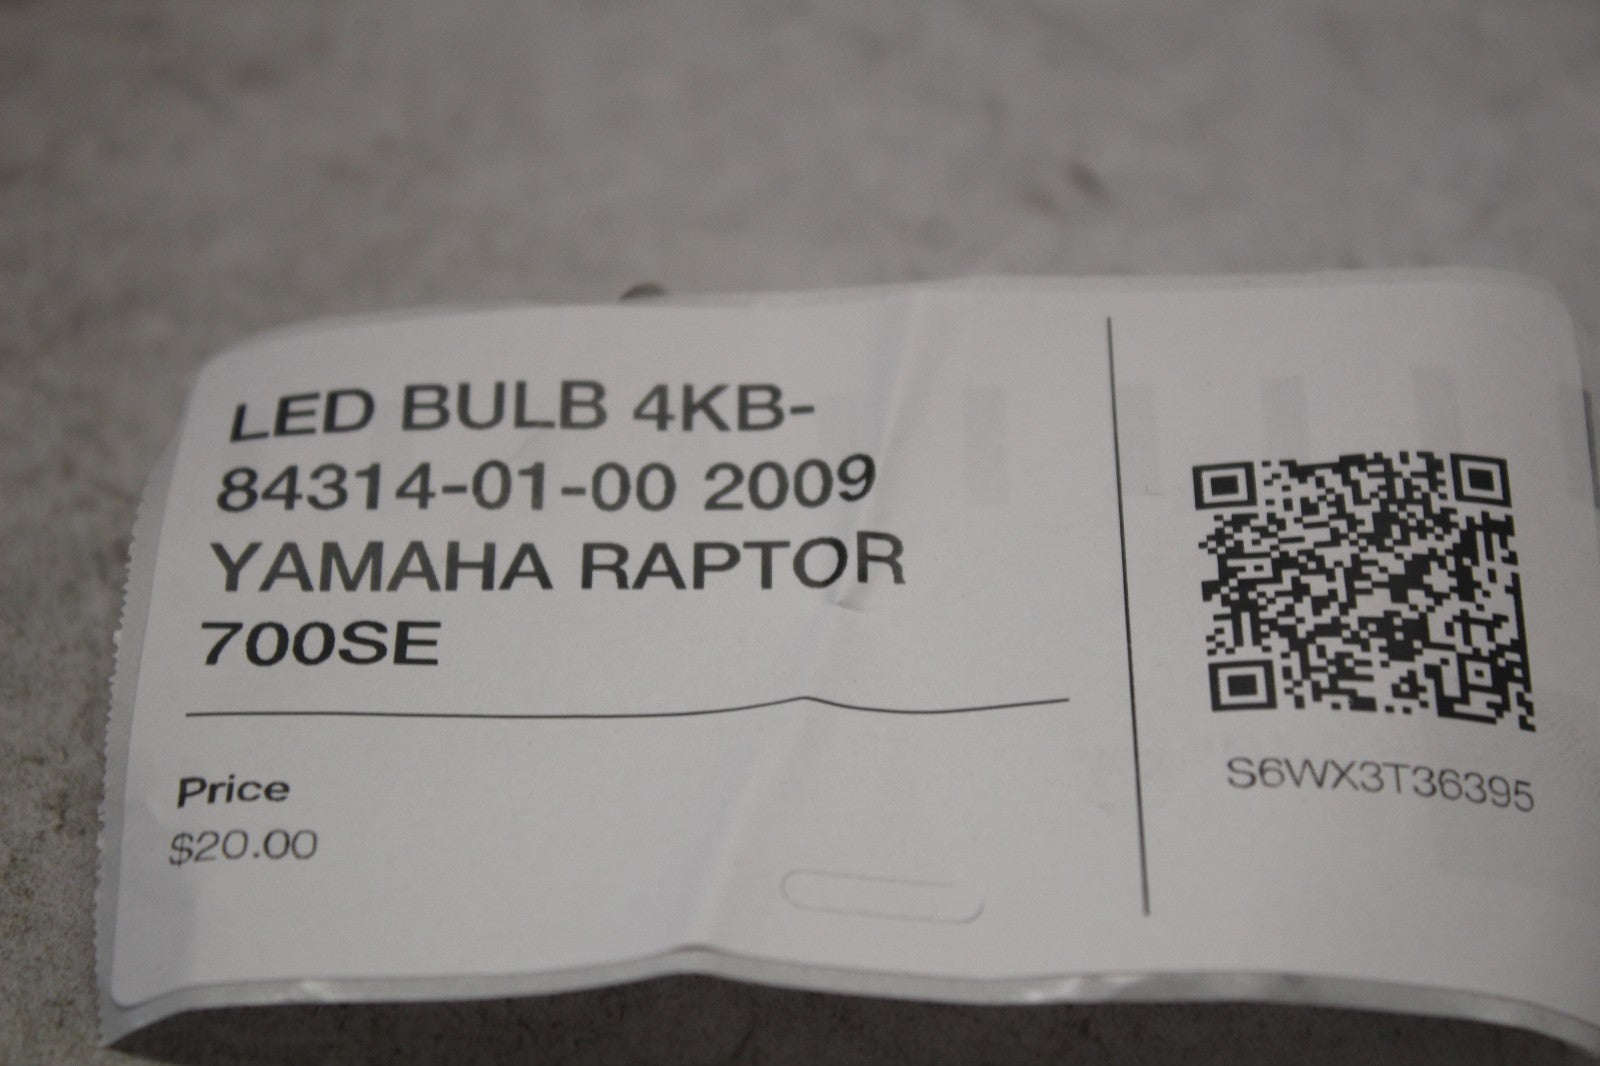 LED BULB 4KB-
84314-01-00 2009
YAMAHA RAPTOR
700SE
Price
$20.00
S6WX3T36395